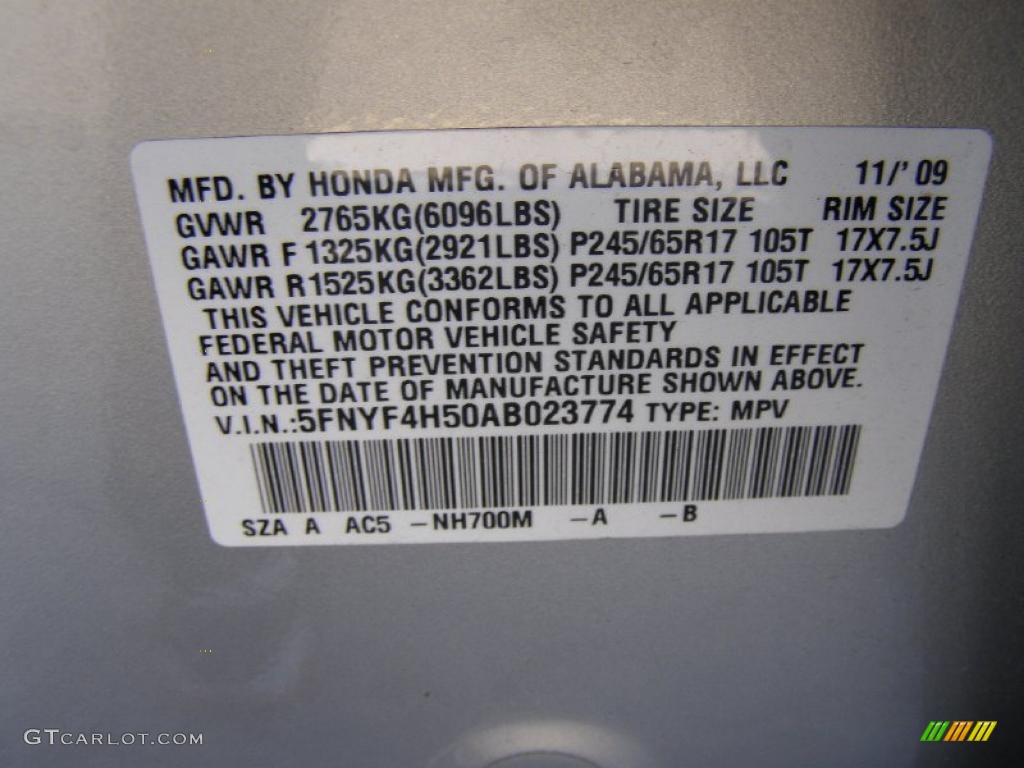 MFD. BY HONDA MFG. OF ALABAMA, LLC 11/' 09
GVWR 2765KG(6096LBS) TIRE SIZE RIM SIZE
GAWR F 1325KG(2921LBS) P245/65R17 105T 17X7.5J
GAWR R1525KG(3362LBS) P245/65R17 105T 17X7.5J
THIS VEHICLE CONFORMS TO ALL APPLICABLE
FEDERAL MOTOR VEHICLE SAFETY
AND THEFT PREVENTION STANDARDS IN EFFECT
ON THE DATE OF MANUFACTURE SHOWN ABOVE.
V.I.N.:5FNYF4H50AB023774 TYPE: MPV
SZA A AC5 -NH700M -A -B
GTCARLOT.COM